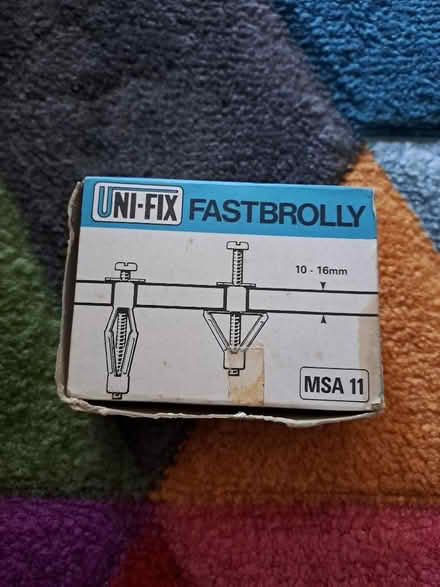 UNI-FIX FASTBROLLY
10 - 16mm
MSA 11